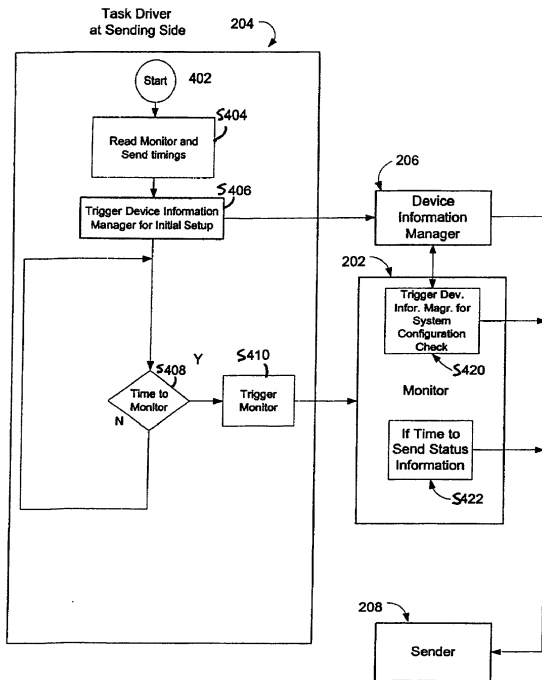 Task Driver
at Sending Side
204
Start
402
S404
Read Monitor and
Send timings
S406
Trigger Device Information
Manager for Initial Setup
206
Device
Information
Manager
202
Trigger Dev.
Infor. Magr. for
System
Configuration
Check
S420
Monitor
S408
Y
Time to
Monitor
N
S410
Trigger
Monitor
If Time to
Send Status
Information
S422
208
Sender